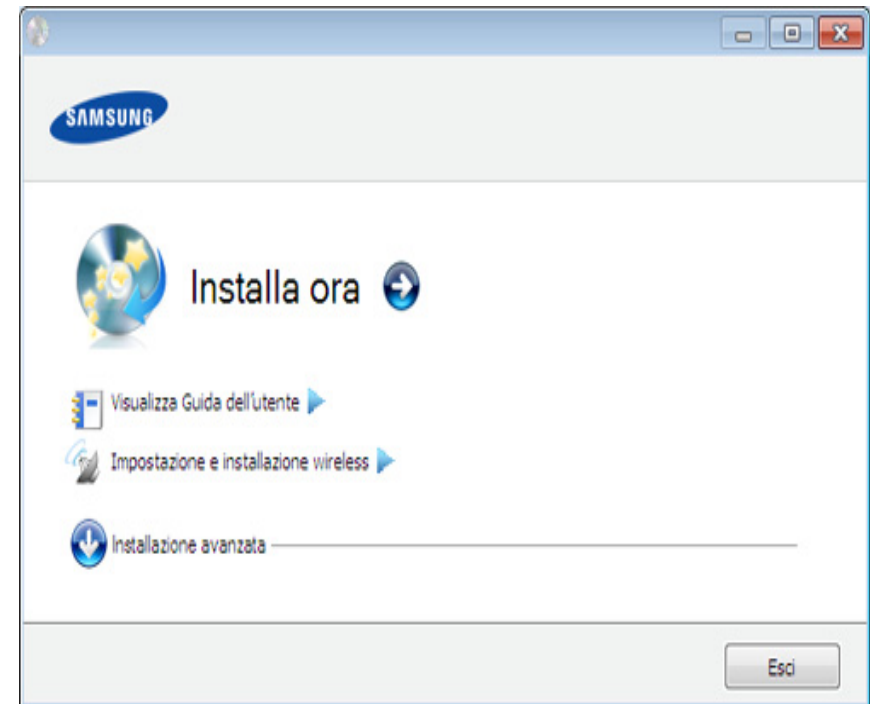 SAMSUNG
Installa ora
Visualizza Guida dell'utente
Impostazione e installazione wireless
Installazione avanzata
Esci